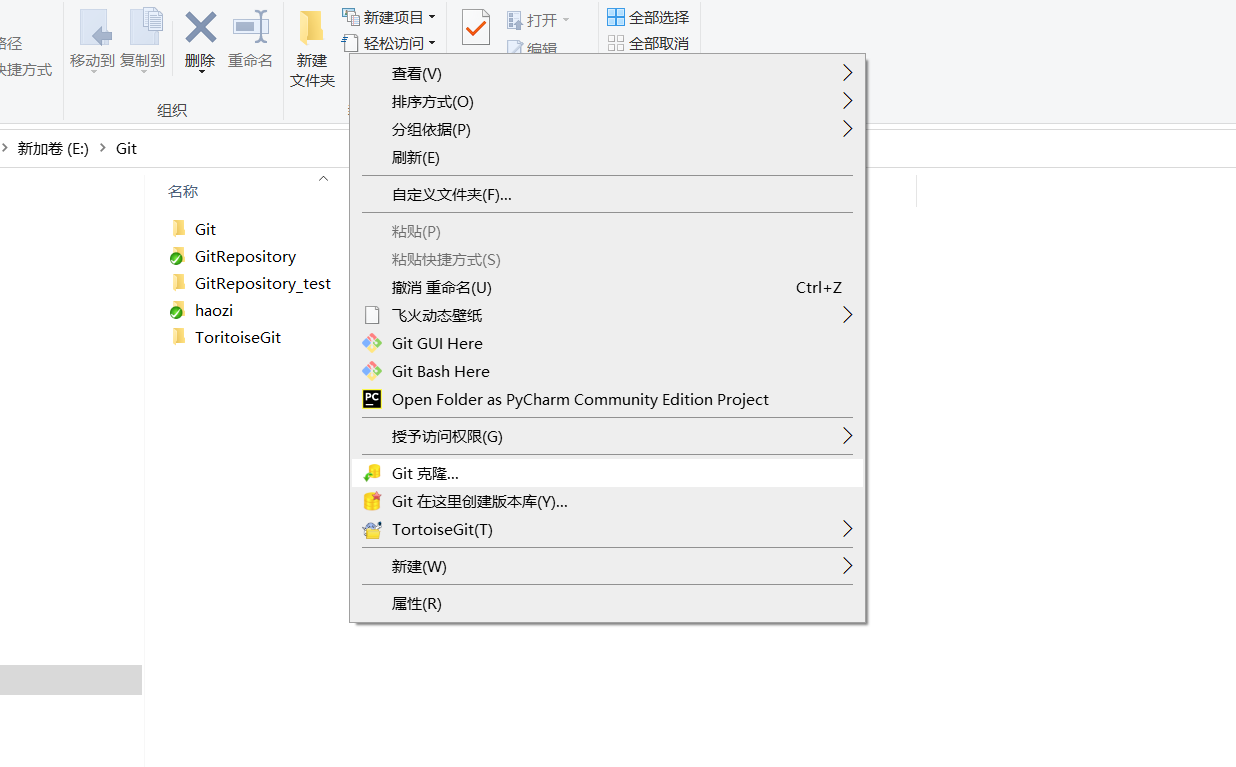 新建项目
打开
全部选择
路径
轻松访问
编辑
全部取消
快捷方式
移动到
复制到
删除
重命名
新建
文件夹
组织
新加卷 (E:)
Git
名称
Git
GitRepository
GitRepository_test
haozi
ToritoiseGit
查看(V)
排序方式(O)
分组依据(P)
刷新(E)
自定义文件夹(F)...
粘贴(P)
粘贴快捷方式(S)
撤消 重命名(U) Ctrl+Z
飞火动态壁纸
Git GUI Here
Git Bash Here
PC Open Folder as PyCharm Community Edition Project
授予访问权限(G)
Git 克隆...
Git 在这里创建版本库(Y)...
TortoiseGit(T)
新建(W)
属性(R)